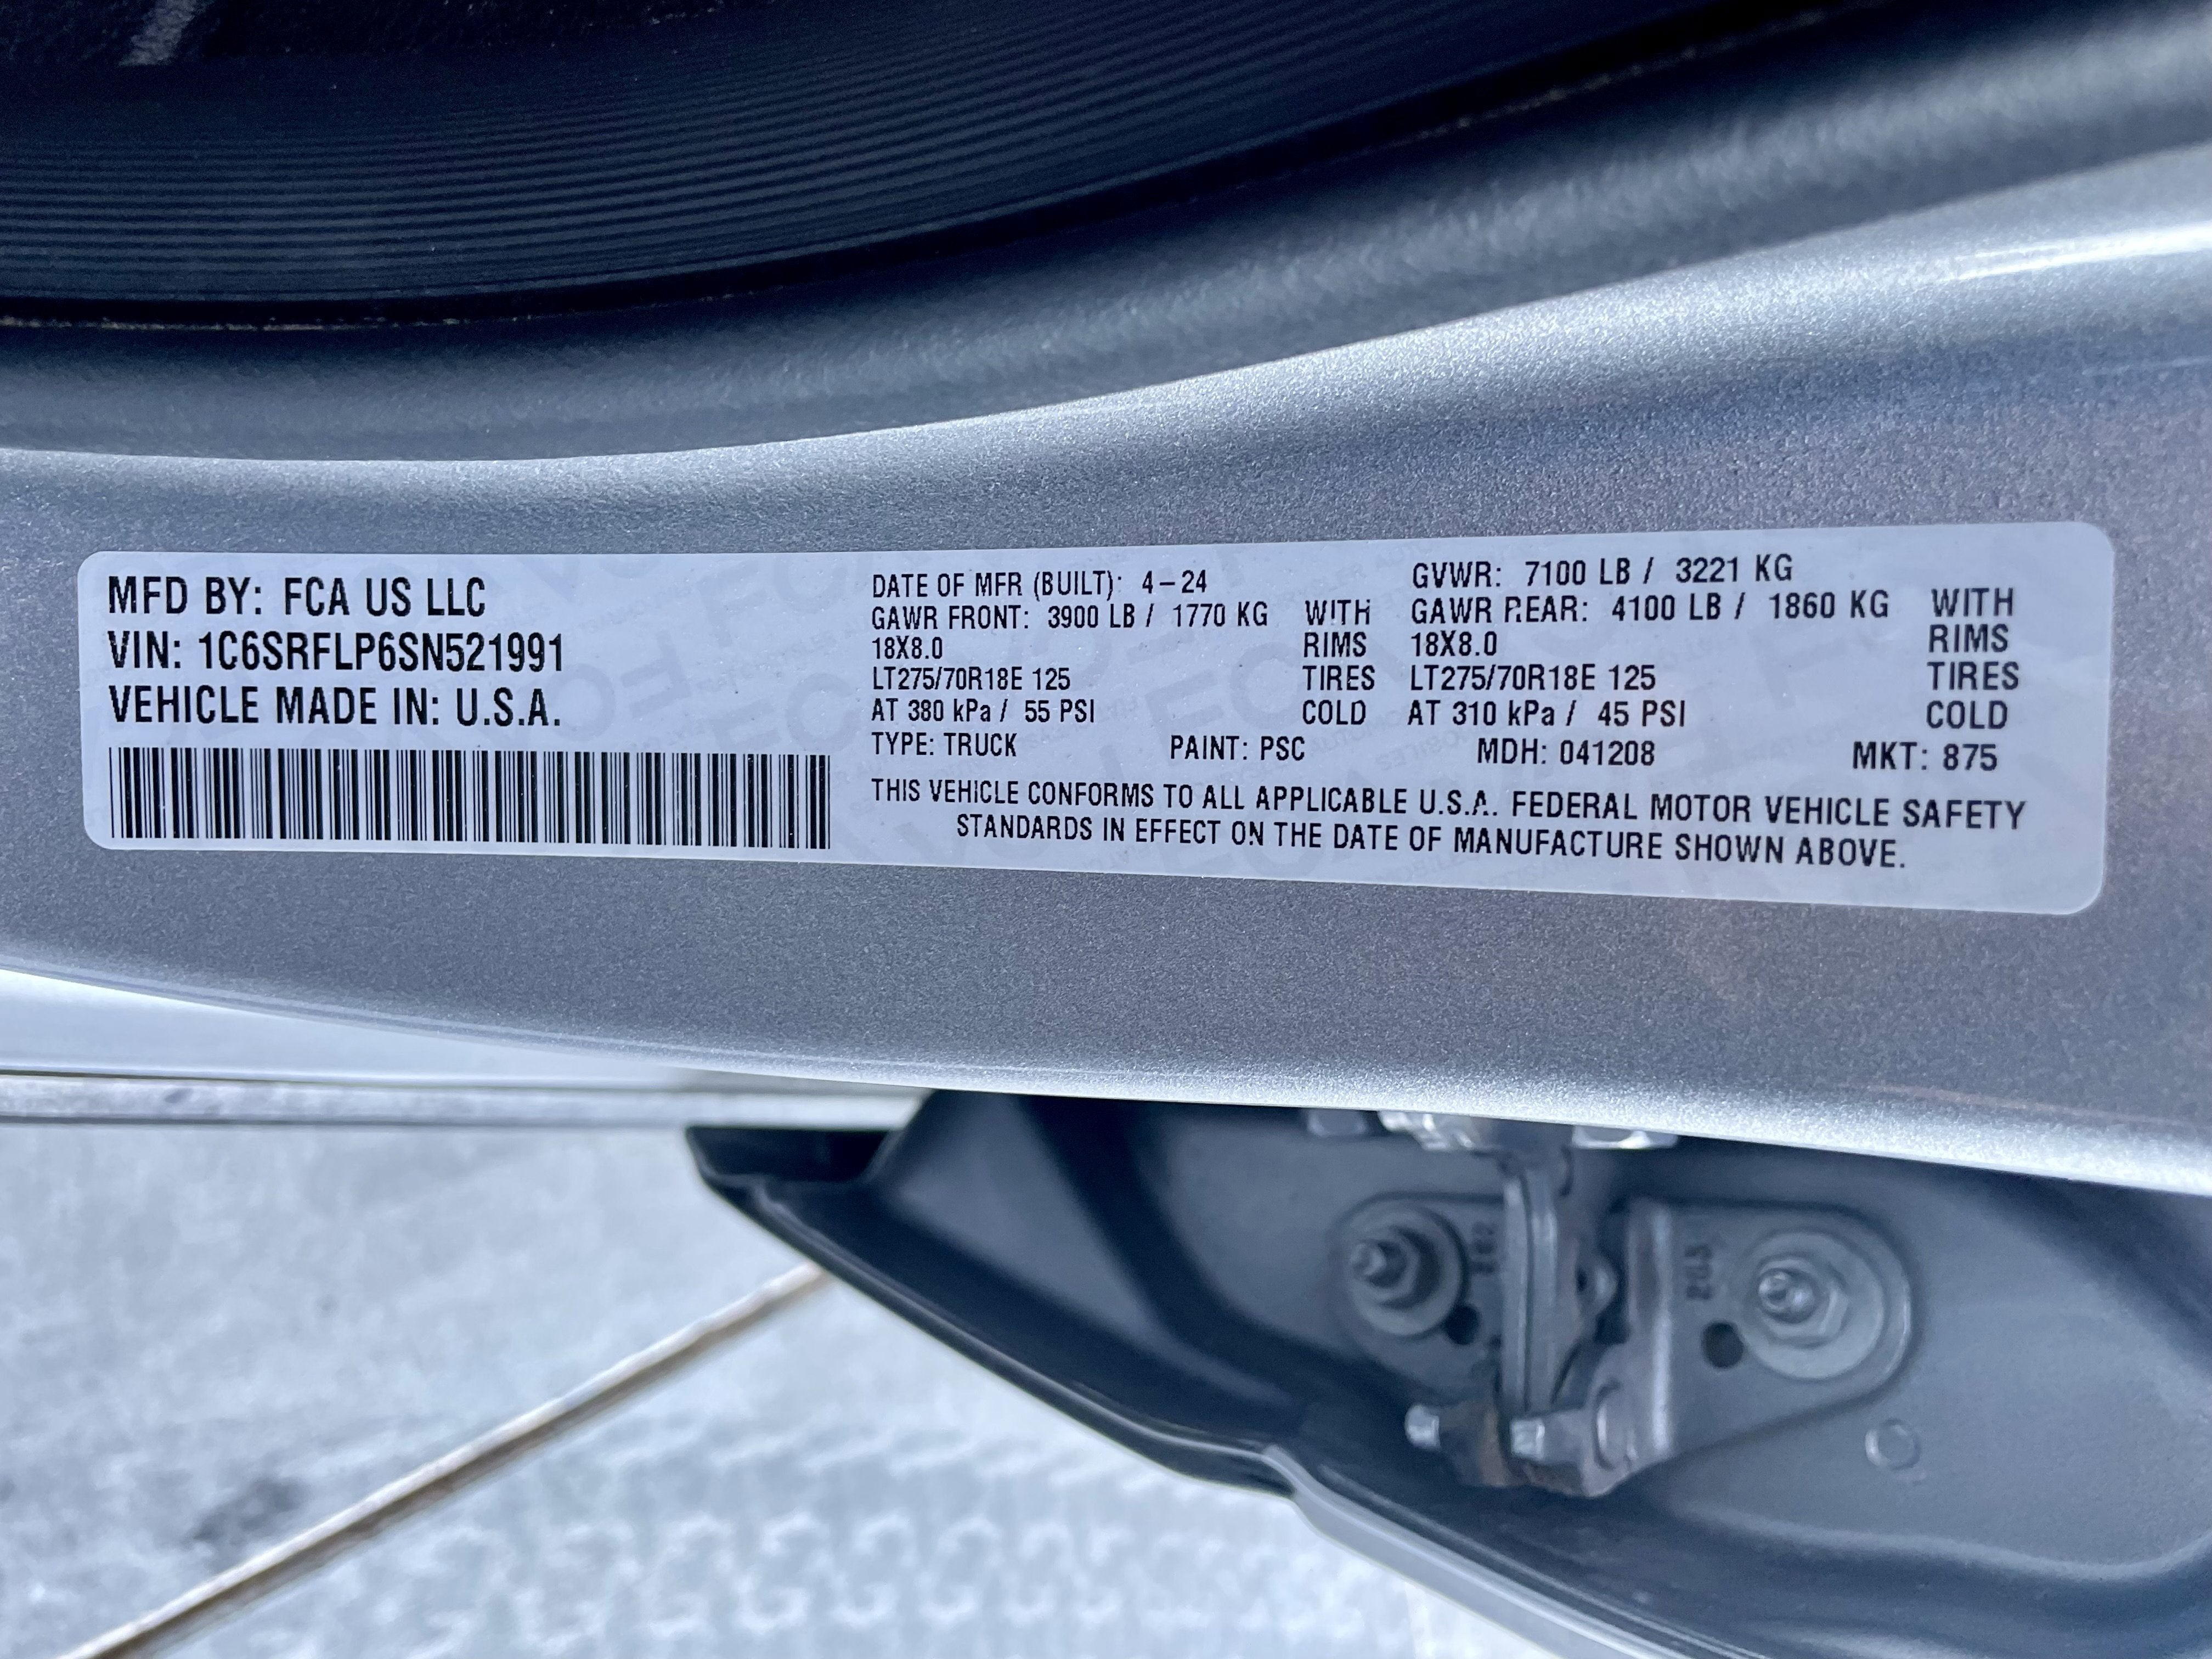 MFD BY: FCA US LLC
VIN: 1C6SRFLP6SN521991
VEHICLE MADE IN: U.S.A.
DATE OF MFR (BUILT): 4-24 GVWR: 7100 LB / 3221 KG
GAWR FRONT: 3900 LB / 1770 KG WITH GAWR REAR: 4100 LB / 1860 KG WITH
18X8.0 RIMS 18X8.0 RIMS
LT275/70R18E 125 TIRES LT275/70R18E 125 TIRES
AT 380 kPa / 55 PSI COLD AT 310 kPa / 45 PSI COLD
TYPE: TRUCK PAINT: PSC MDH: 041208 MKT: 875
THIS VEHICLE CONFORMS TO ALL APPLICABLE U.S.A. FEDERAL MOTOR VEHICLE SAFETY
STANDARDS IN EFFECT ON THE DATE OF MANUFACTURE SHOWN ABOVE.